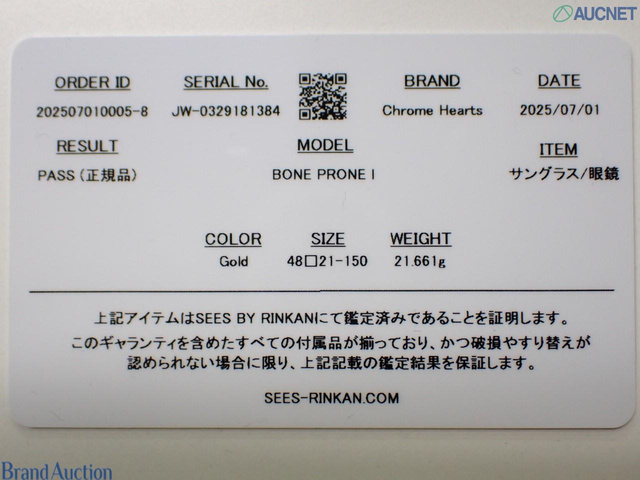 AUCNET
ORDER ID SERIAL No. BRAND DATE
202507010005-8 JW-0329181384 Chrome Hearts 2025/07/01
RESULT MODEL ITEM
PASS（正規品） BONE PRONE I サングラス/眼鏡
COLOR SIZE WEIGHT
Gold 48□21-150 21.661g
上記アイテムはSEES BY RINKANにて鑑定済みであることを証明します。
このギャランティを含めたすべての付属品が揃っており、かつ破損やすり替えが
認められない場合に限り、上記記載の鑑定結果を保証します。
SEES-RINKAN.COM
Brand Auction